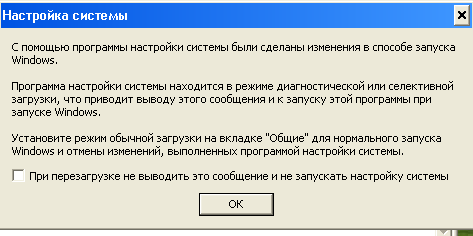 Настройка системы
С помощью программы настройки системы были сделаны изменения в способе запуска
Windows.
Программа настройки системы находится в режиме диагностической или селективной
загрузки, что приводит выводу этого сообщения и к запуску этой программы при
запуске Windows.
Установите режим обычной загрузки на вкладке "Общие" для нормального запуска
Windows и отмены изменений, выполненных программой настройки системы.
При перезагрузке не выводить это сообщение и не запускать настройку системы
ОК